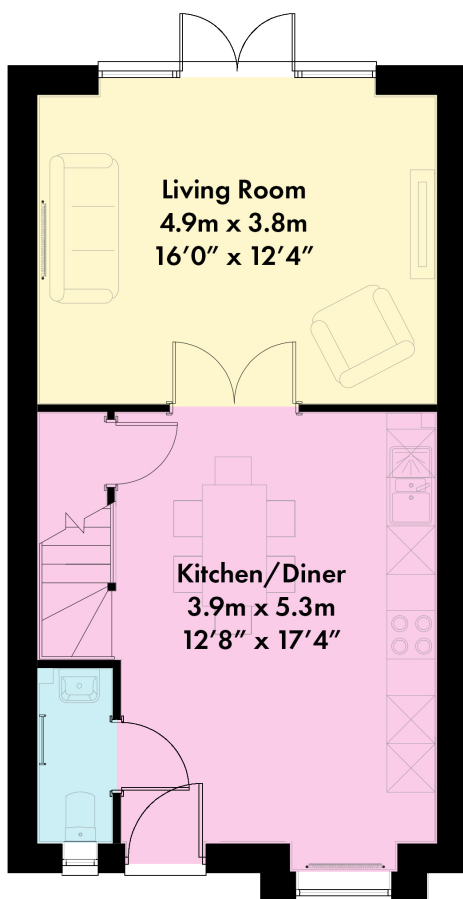 Living Room
4.9m x 3.8m
16’0” x 12’4”
Kitchen/Diner
3.9m x 5.3m
12’8” x 17’4”